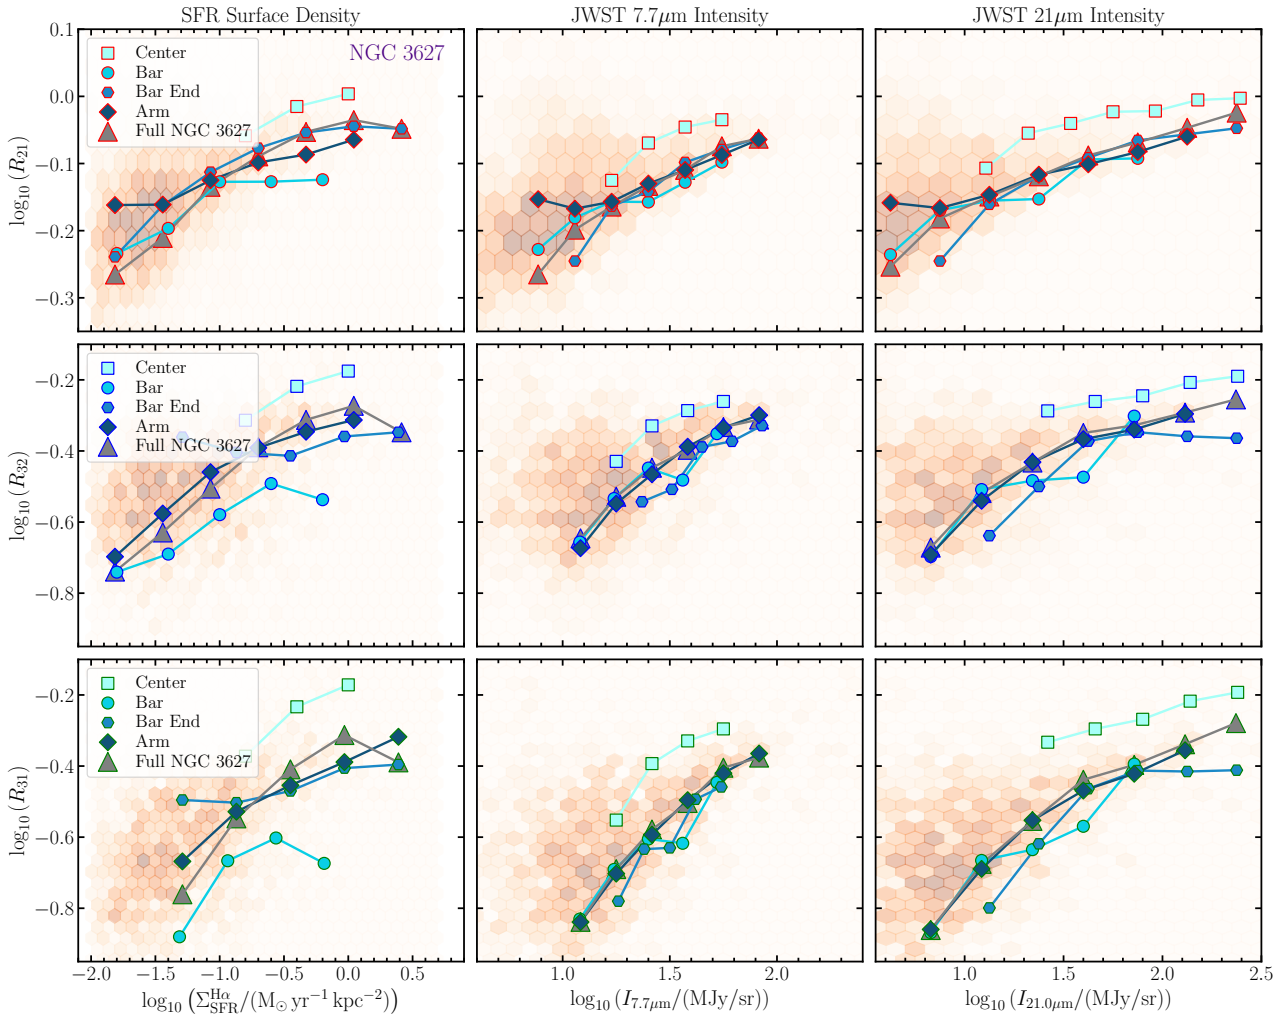 SFR Surface Density
JWST 7.7μm Intensity
JWST 21μm Intensity
NGC 3627
Center
Bar
Bar End
Arm
Full NGC 3627
0.1
0.0
−0.1
−0.2
−0.3
log₁₀(R₂₁)
Center
Bar
Bar End
Arm
Full NGC 3627
−0.2
−0.4
−0.6
−0.8
log₁₀(R₃₂)
Center
Bar
Bar End
Arm
Full NGC 3627
−0.2
−0.4
−0.6
−0.8
log₁₀(R₃₁)
−2.0 −1.5 −1.0 −0.5 0.0 0.5
1.0 1.5 2.0
1.0 1.5 2.0 2.5
log₁₀(Σ^Hα_SFR/(M⊙ yr⁻¹ kpc⁻²))
log₁₀(I_7.7μm/(MJy/sr))
log₁₀(I_21.0μm/(MJy/sr))